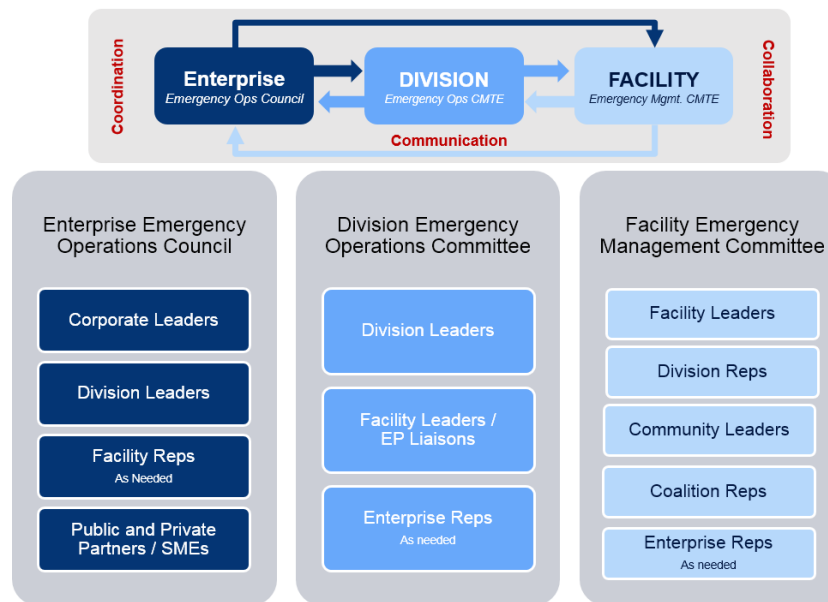 Coordination
Enterprise
Emergency Ops Council
DIVISION
Emergency Ops CMTE
FACILITY
Emergency Mgmt. CMTE
Collaboration
Communication
Enterprise Emergency
Operations Council
Corporate Leaders
Division Leaders
Facility Reps
As Needed
Public and Private
Partners / SMEs
Division Emergency
Operations Committee
Division Leaders
Facility Leaders /
EP Liaisons
Enterprise Reps
As needed
Facility Emergency
Management Committee
Facility Leaders
Division Reps
Community Leaders
Coalition Reps
Enterprise Reps
As needed